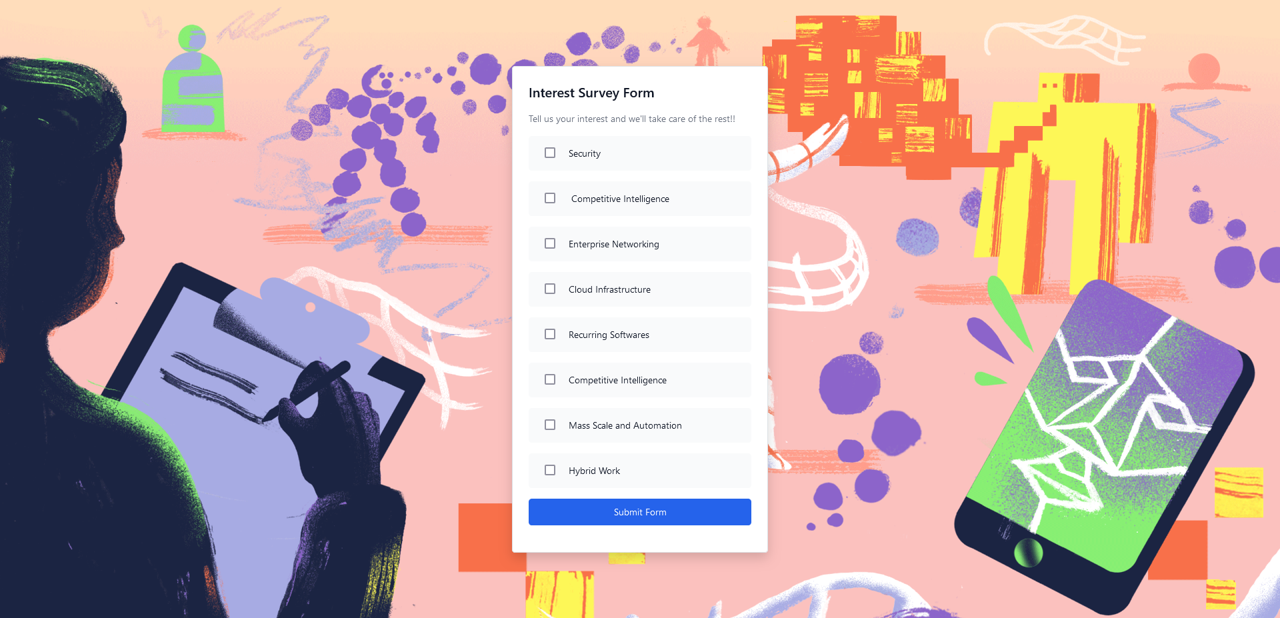 Interest Survey Form
Tell us your interest and we'll take care of the rest!!
Security
Competitive Intelligence
Enterprise Networking
Cloud Infrastructure
Recurring Softwares
Competitive Intelligence
Mass Scale and Automation
Hybrid Work
Submit Form